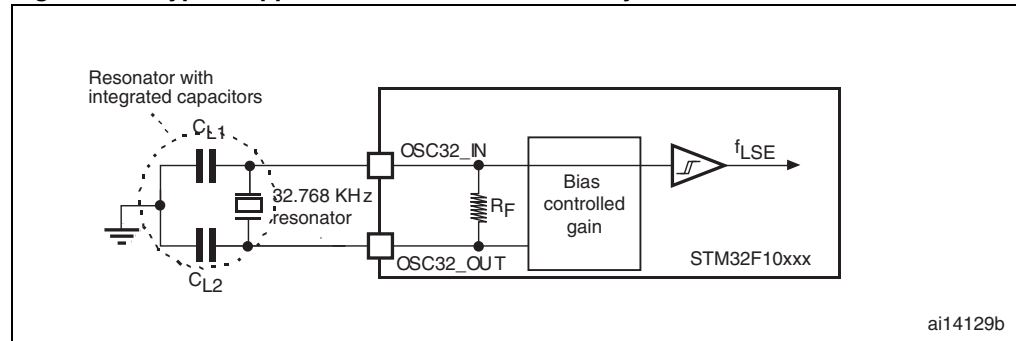 Resonator with
integrated capacitors
CL1
OSC32_IN
fLSE
32.768 KHz
resonator
RF
Bias
controlled
gain
OSC32_OUT
STM32F10xxx
CL2
ai14129b